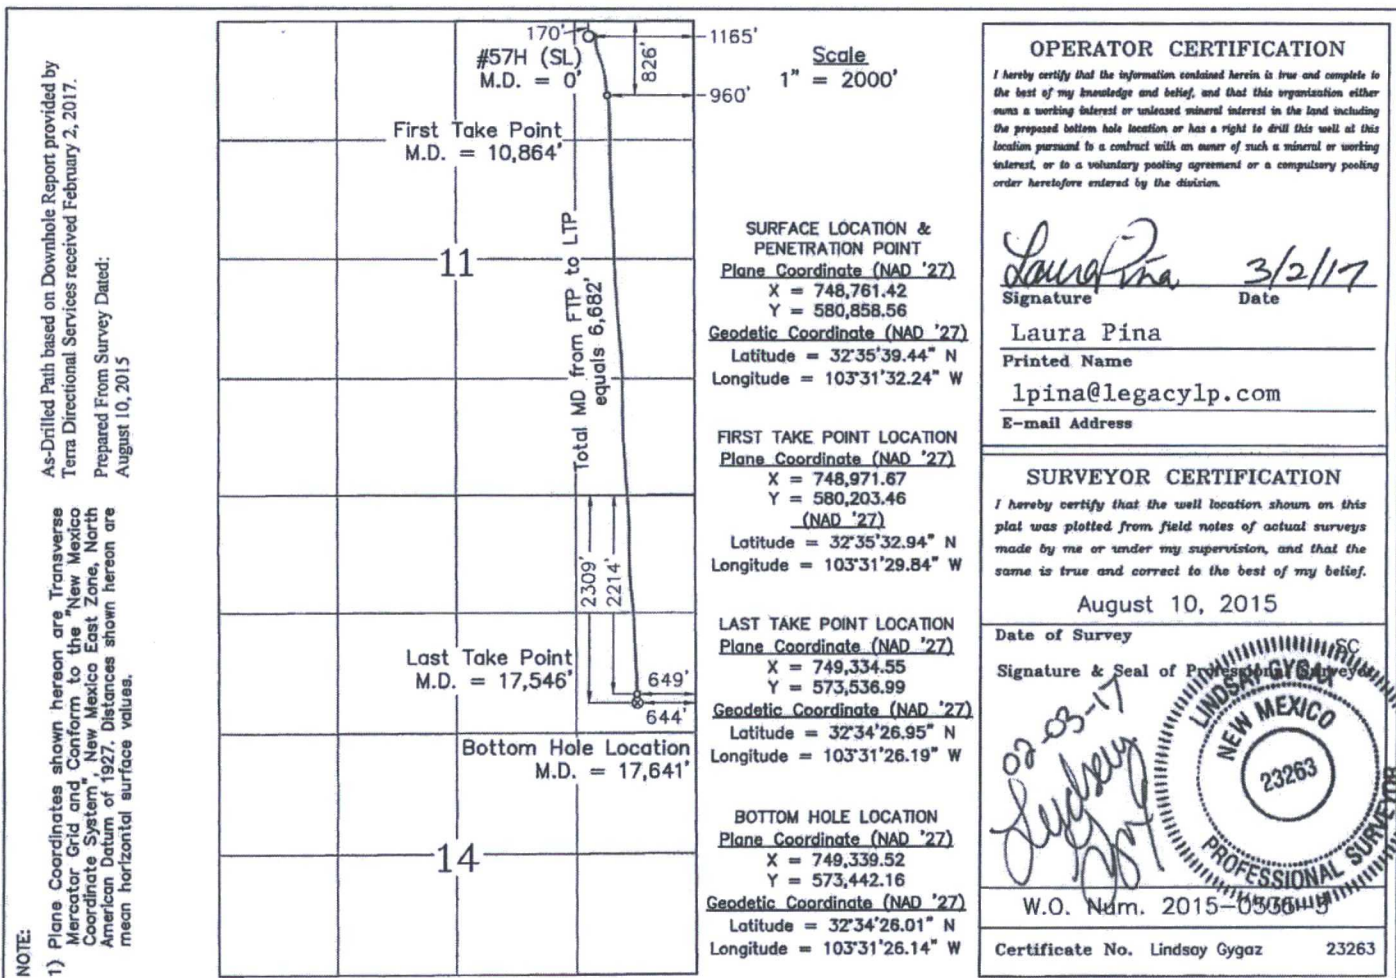 As-Drilled Path based on Downhole Report provided by
Terra Directional Services received February 2, 2017.
Prepared From Survey Dated:
August 10, 2015
NOTE:
1) Plane Coordinates shown hereon are Transverse
Mercator Grid and Conform to the "New Mexico
Coordinate System", New Mexico East Zone, North
American Datum of 1927. Distances shown hereon are
mean horizontal surface values.
170'
1165'
#57H (SL)
M.D. = 0'
826'
960'
Scale
1" = 2000'
First Take Point
M.D. = 10,864'
11
Total MD from FTP to LTP
equals 6,682'
2309'
2214'
Last Take Point
M.D. = 17,546'
649'
644'
Bottom Hole Location
M.D. = 17,641'
14
SURFACE LOCATION &
PENETRATION POINT
Plane Coordinate (NAD '27)
X = 748,761.42
Y = 580,858.56
Geodetic Coordinate (NAD '27)
Latitude = 32°35'39.44" N
Longitude = 103°31'32.24" W
FIRST TAKE POINT LOCATION
Plane Coordinate (NAD '27)
X = 748,971.67
Y = 580,203.46
(NAD '27)
Latitude = 32°35'32.94" N
Longitude = 103°31'29.84" W
LAST TAKE POINT LOCATION
Plane Coordinate (NAD '27)
X = 749,334.55
Y = 573,536.99
Geodetic Coordinate (NAD '27)
Latitude = 32°34'26.95" N
Longitude = 103°31'26.19" W
BOTTOM HOLE LOCATION
Plane Coordinate (NAD '27)
X = 749,339.52
Y = 573,442.16
Geodetic Coordinate (NAD '27)
Latitude = 32°34'26.01" N
Longitude = 103°31'26.14" W
OPERATOR CERTIFICATION
I hereby certify that the information contained herein is true and complete to
the best of my knowledge and belief, and that this organization either
owns a working interest or unleased mineral interest in the land including
the proposed bottom hole location or has a right to drill this well at this
location pursuant to a contract with an owner of such a mineral or working
interest, or to a voluntary pooling agreement or a compulsory pooling
order heretofore entered by the division.
Laura Pina 3/2/17
Signature Date
Laura Pina
Printed Name
lpina@legacylp.com
E-mail Address
SURVEYOR CERTIFICATION
I hereby certify that the well location shown on this
plat was plotted from field notes of actual surveys
made by me or under my supervision, and that the
same is true and correct to the best of my belief.
August 10, 2015
Date of Survey
SC
Signature & Seal of Professional Surveyor
02-03-17
LINDSAY GYGAX
NEW MEXICO
23263
PROFESSIONAL SURVEYOR
W.O. Num. 2015-
Certificate No. Lindsay Gygax 23263